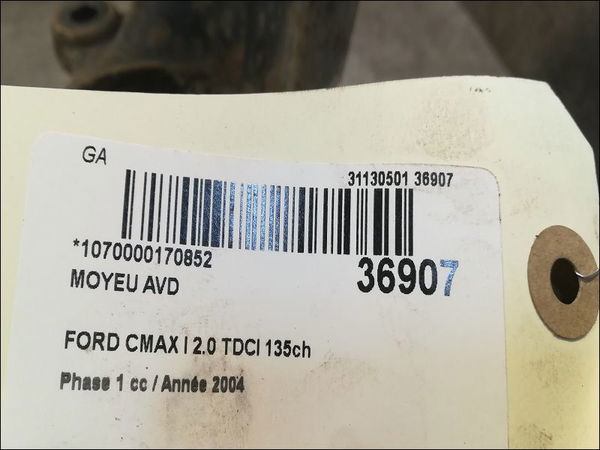 GA
31130501 36907
*1070000170852
36907
MOYEU AVD
FORD CMAX I 2.0 TDCI 135ch
Phase 1 cc / Année 2004